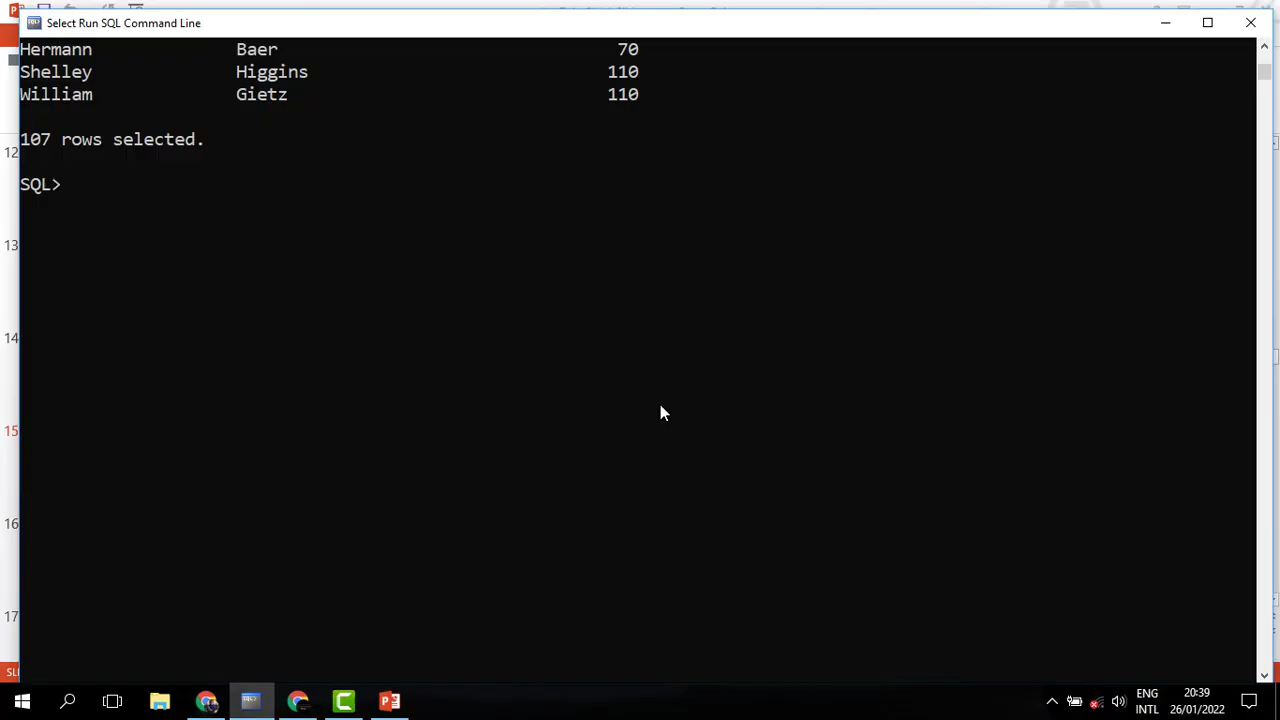 Select Run SQL Command Line
Hermann Baer 70
Shelley Higgins 110
William Gietz 110
107 rows selected.
SQL>
12
13
14
15
16
17
ENG
INTL
20:39
26/01/2022